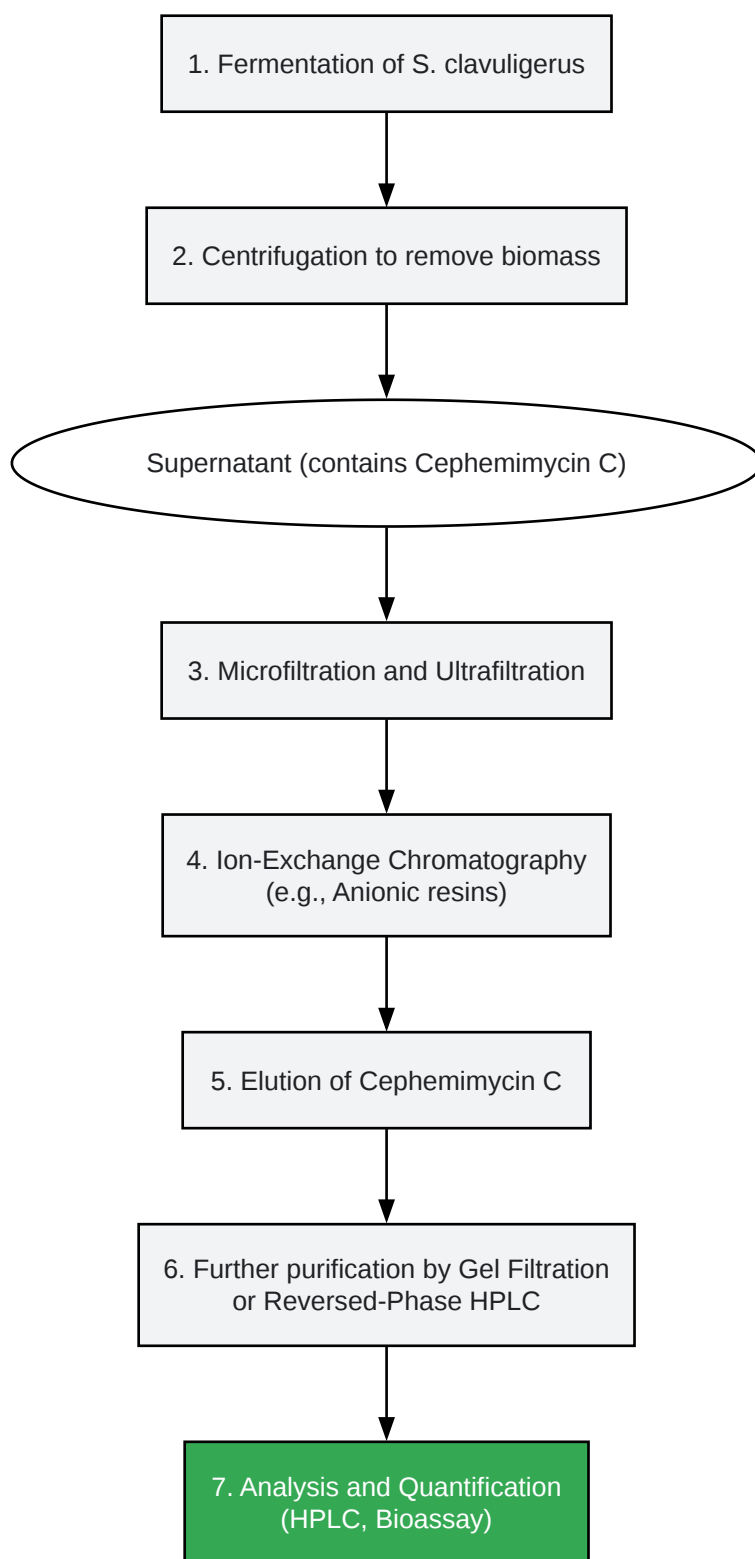 1. Fermentation of S. clavuligerus
2. Centrifugation to remove biomass
Supernatant (contains Cephemimycin C)
3. Microfiltration and Ultrafiltration
4. Ion-Exchange Chromatography
(e.g., Anionic resins)
5. Elution of Cephemimycin C
6. Further purification by Gel Filtration
or Reversed-Phase HPLC
7. Analysis and Quantification
(HPLC, Bioassay)